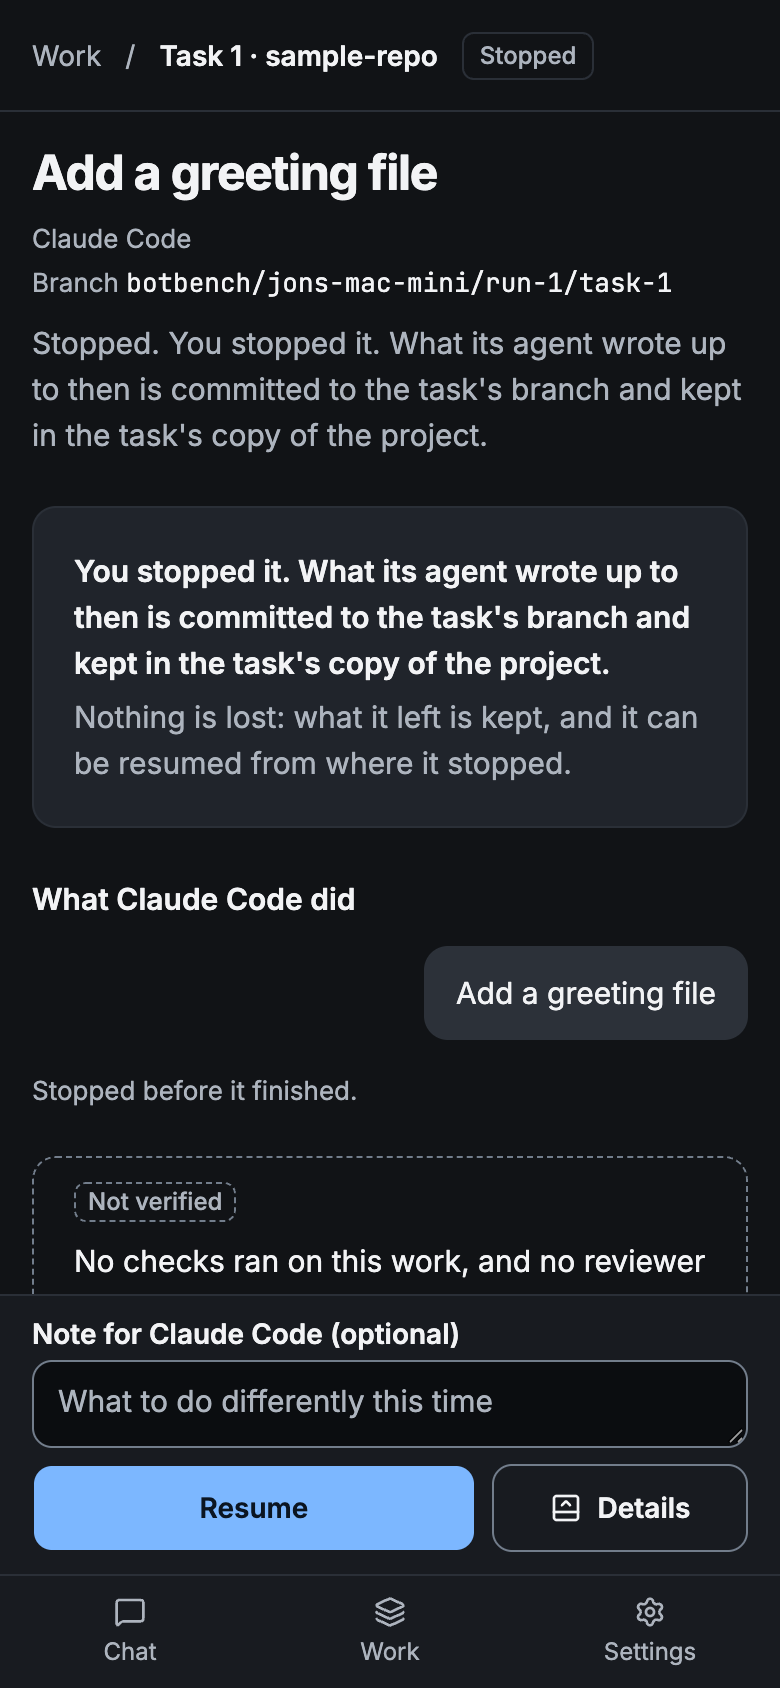 Work / Task 1 · sample-repo Stopped
Add a greeting file
Claude Code
Branch botbench/jons-mac-mini/run-1/task-1
Stopped. You stopped it. What its agent wrote up
to then is committed to the task's branch and kept
in the task's copy of the project.
You stopped it. What its agent wrote up to
then is committed to the task's branch and
kept in the task's copy of the project.
Nothing is lost: what it left is kept, and it can
be resumed from where it stopped.
What Claude Code did
Add a greeting file
Stopped before it finished.
Not verified
No checks ran on this work, and no reviewer
Note for Claude Code (optional)
What to do differently this time
Resume Details
Chat Work Settings